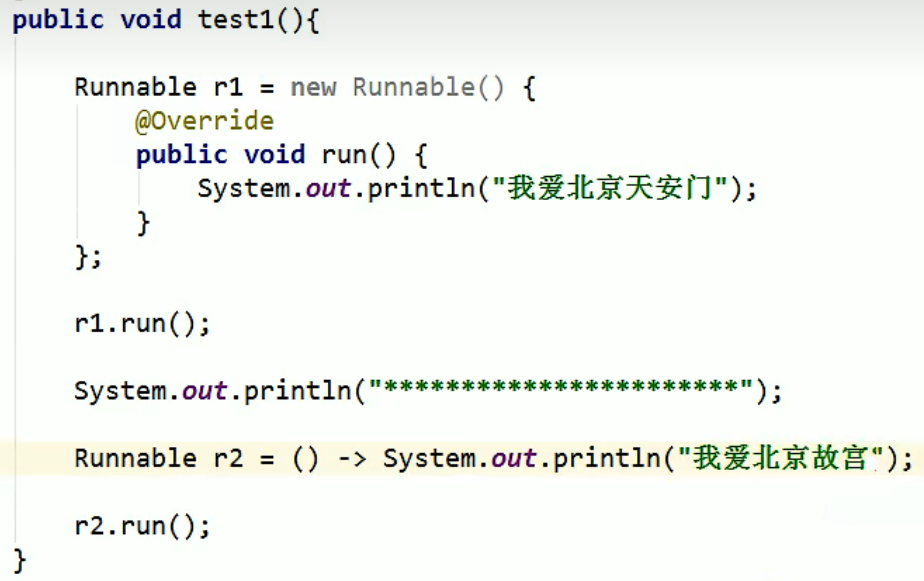 public void test1(){
Runnable r1 = new Runnable() {
@Override
public void run() {
System.out.println("我爱北京天安门");
}
};
r1.run();
System.out.println("***********************");
Runnable r2 = () -> System.out.println("我爱北京故宫");
r2.run();
}